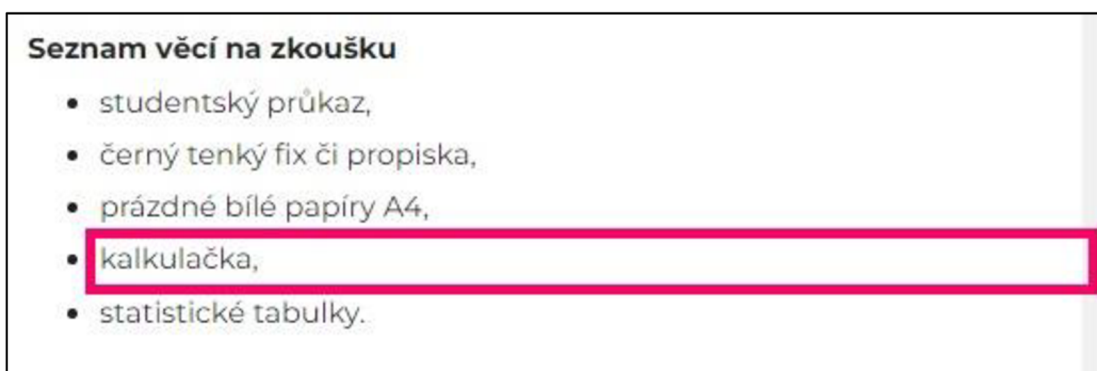 Seznam věcí na zkoušku
• studentský průkaz,
• černý tenký fix či propiska,
• prázdné bílé papíry A4,
• kalkulačka,
• statistické tabulky.